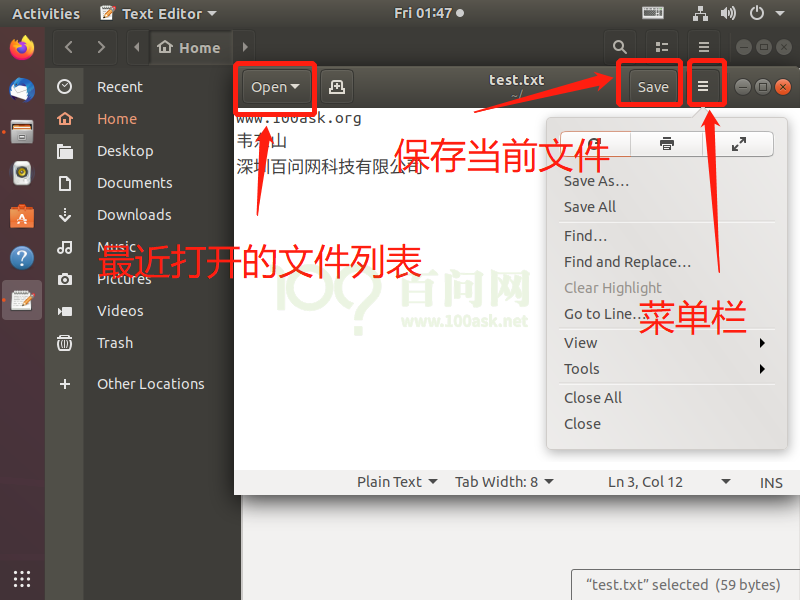 Activities
Text Editor
Fri 01:47
Home
Open
test.txt
~/
Save
www.100ask.org
韦东山
深圳百问网科技有限公司
保存当前文件
最近打开的文件列表
菜单栏
Recent
Home
Desktop
Documents
Downloads
Music
Pictures
Videos
Trash
Other Locations
百问网
www.100ask.net
Save As…
Save All
Find…
Find and Replace…
Clear Highlight
Go to Line…
View
Tools
Close All
Close
Plain Text
Tab Width: 8
Ln 3, Col 12
INS
“test.txt” selected (59 bytes)